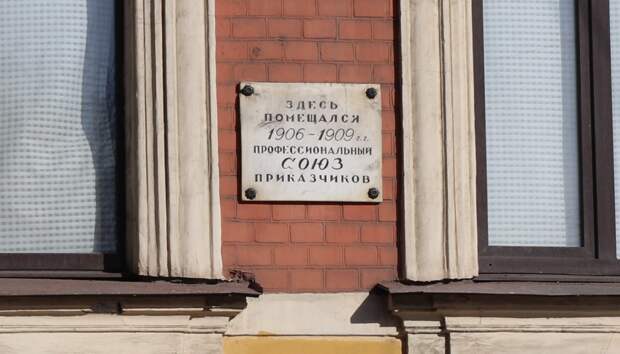 ЗДЕСЬ
ПОМЕЩАЛСЯ
1906-1909 г.г.
ПРОФЕССИОНАЛЬНЫЙ
СОЮЗ
ПРИКАЗЧИКОВ